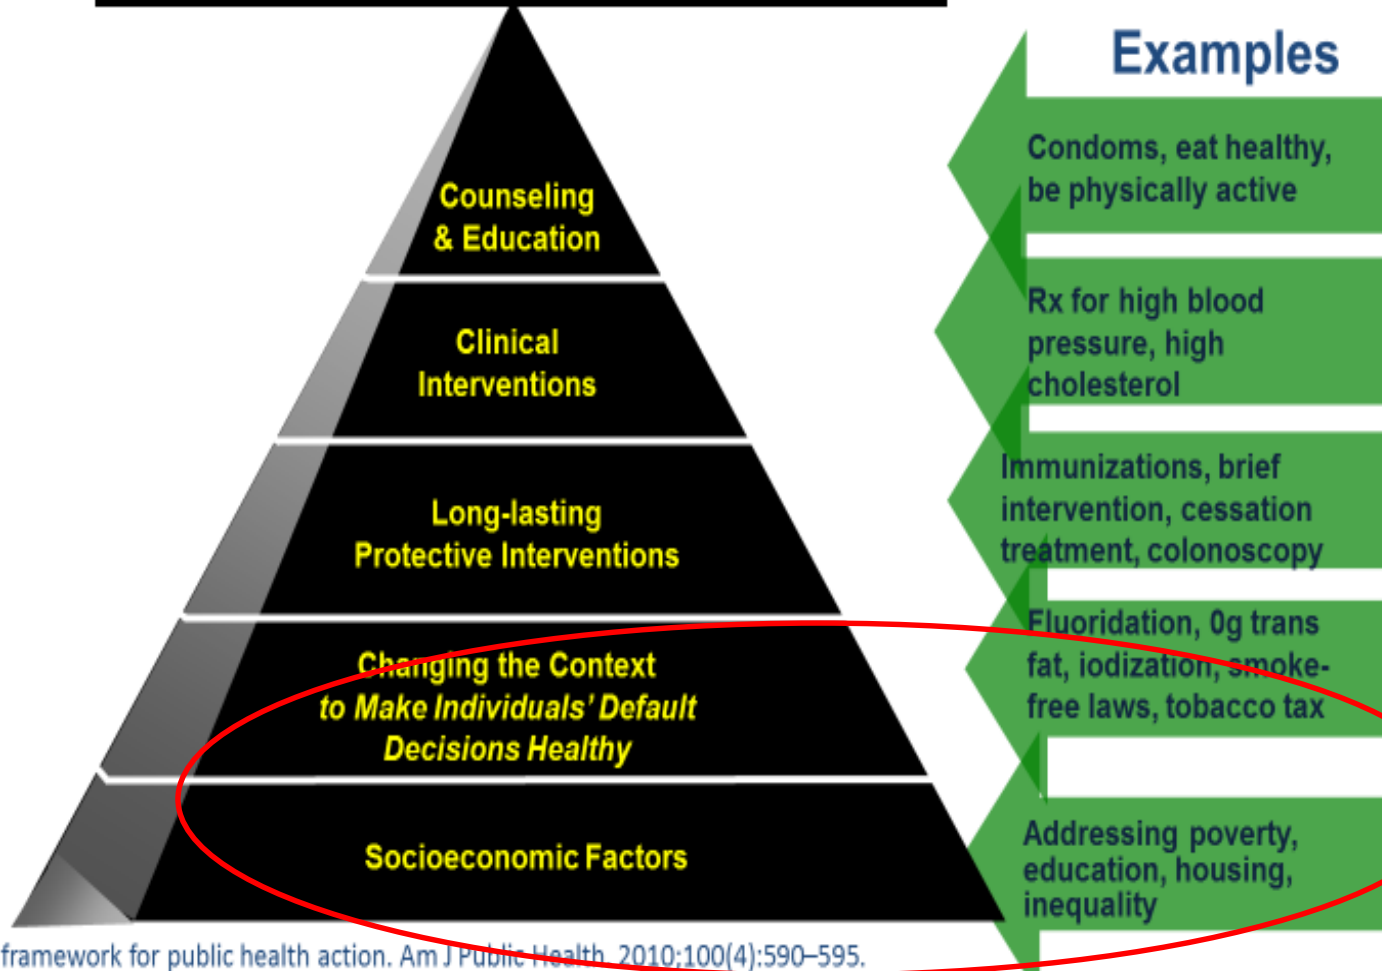 Examples
Counseling
& Education
Condoms, eat healthy,
be physically active
Clinical
Interventions
Rx for high blood
pressure, high
cholesterol
Long-lasting
Protective Interventions
Immunizations, brief
intervention, cessation
treatment, colonoscopy
Changing the Context
to Make Individuals’ Default
Decisions Healthy
Fluoridation, 0g trans
fat, iodization, smoke-
free laws, tobacco tax
Socioeconomic Factors
Addressing poverty,
education, housing,
inequality
framework for public health action. Am J Public Health. 2010;100(4):590–595.